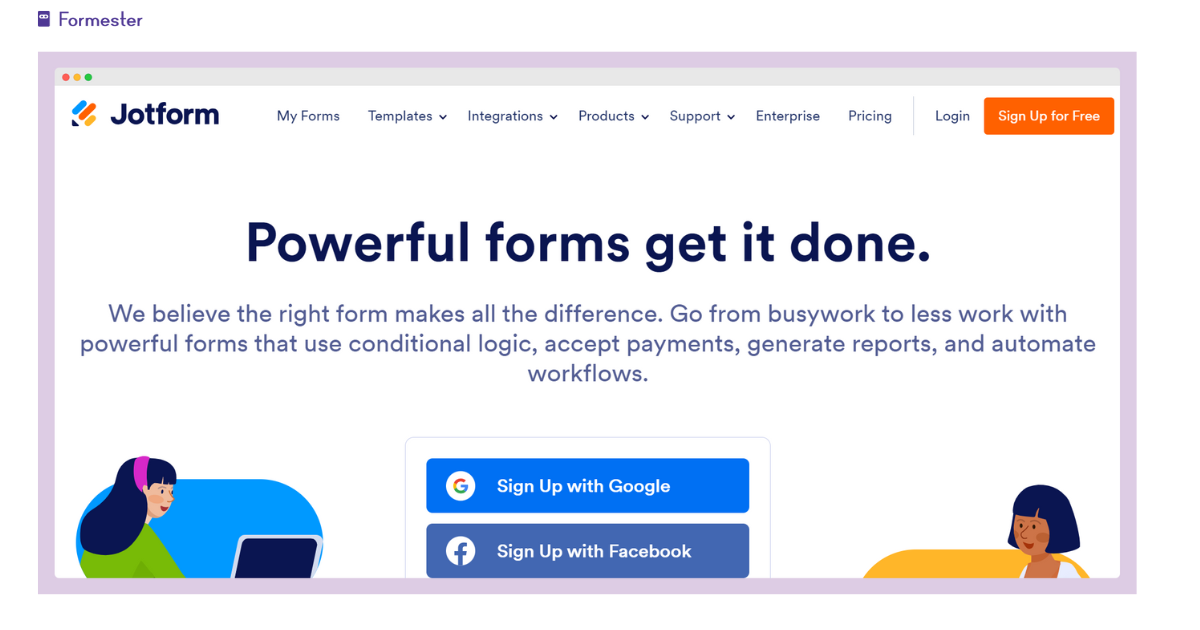 Formester
Jotform
My Forms Templates Integrations Products Support Enterprise Pricing Login Sign Up for Free
Powerful forms get it done.
We believe the right form makes all the difference. Go from busywork to less work with
powerful forms that use conditional logic, accept payments, generate reports, and automate
workflows.
Sign Up with Google
Sign Up with Facebook